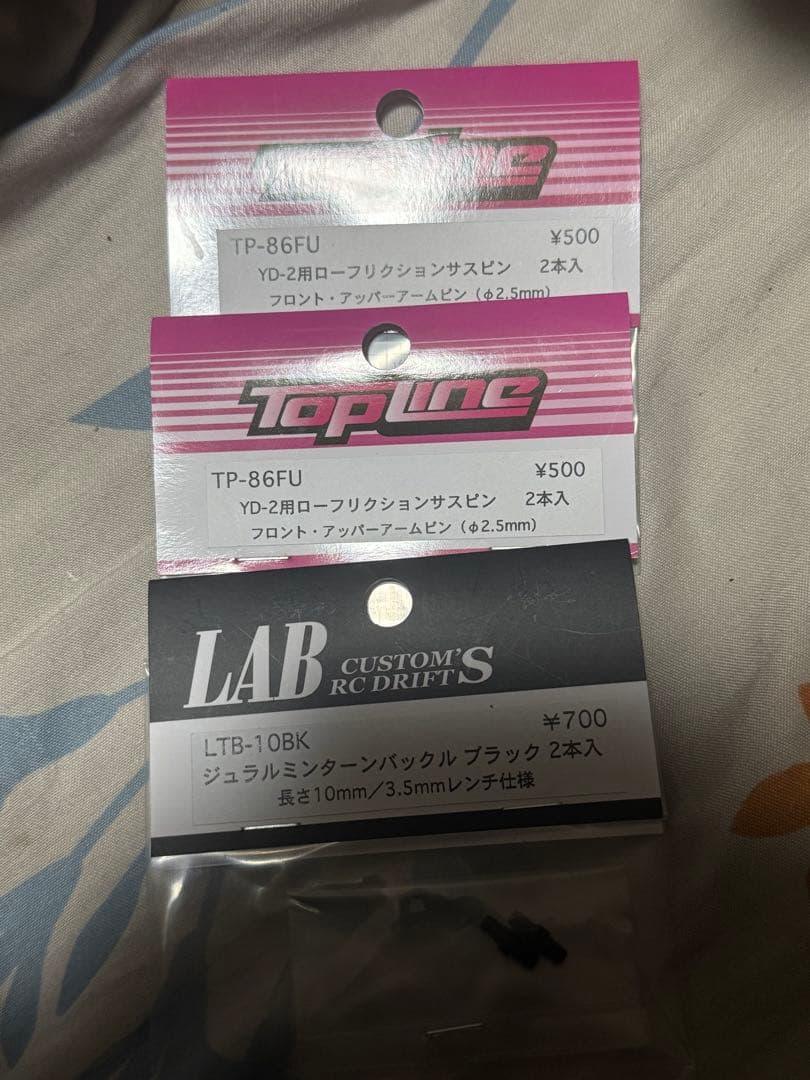 TP-86FU ¥500
YD-2用ローフリクションサスピン 2本入
フロント・アッパーアームピン(φ2.5mm)
TopLine
TP-86FU ¥500
YD-2用ローフリクションサスピン 2本入
フロント・アッパーアームピン(φ2.5mm)
LAB CUSTOM'S
RC DRIFT
LTB-10BK ¥700
ジュラルミンターンバックル ブラック 2本入
長さ10mm/3.5mmレンチ仕様